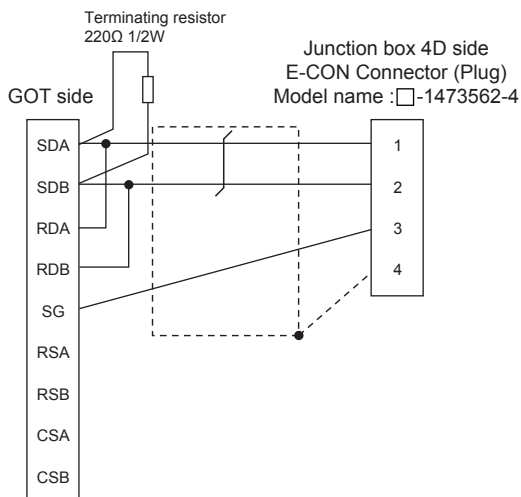 Terminating resistor
220Ω 1/2W
Junction box 4D side
E-CON Connector (Plug)
Model name :□-1473562-4
GOT side
SDA
SDB
RDA
RDB
SG
RSA
RSB
CSA
CSB
1
2
3
4